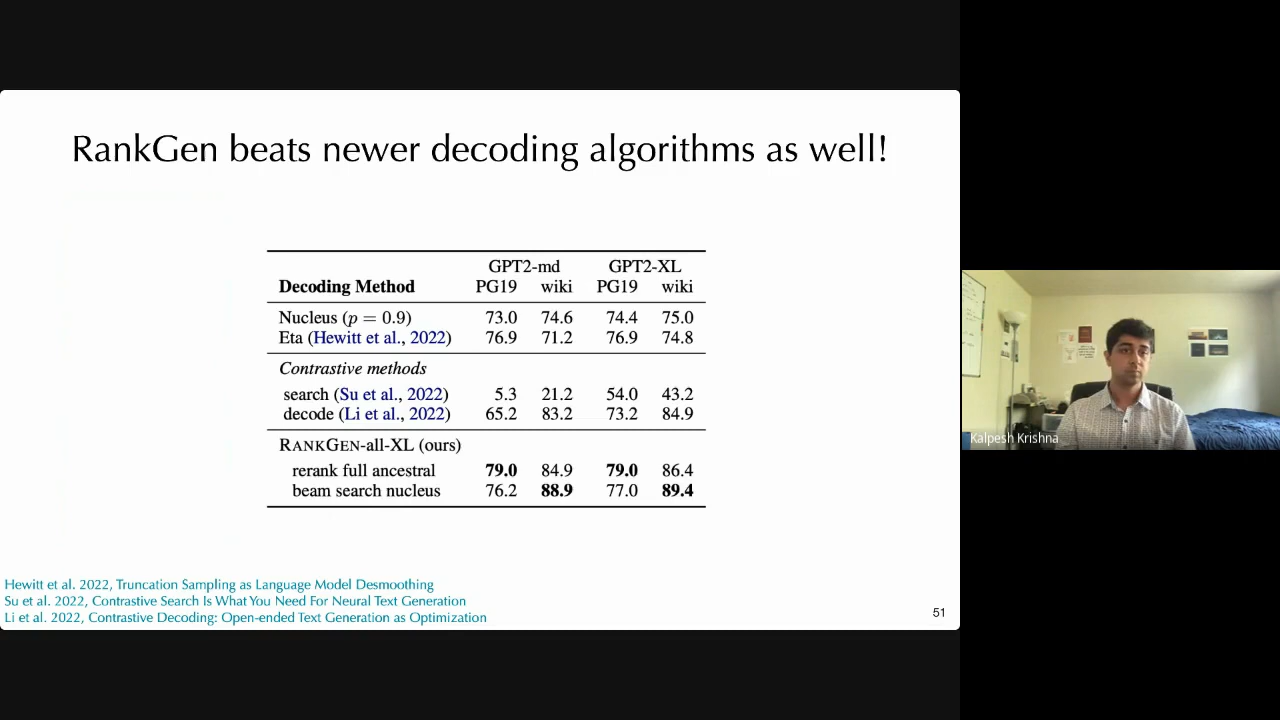 RankGen beats newer decoding algorithms as well!
GPT2-md GPT2-XL
Decoding Method PG19 wiki PG19 wiki
Nucleus (p = 0.9) 73.0 74.6 74.4 75.0
Eta (Hewitt et al., 2022) 76.9 71.2 76.9 74.8
Contrastive methods
search (Su et al., 2022) 5.3 21.2 54.0 43.2
decode (Li et al., 2022) 65.2 83.2 73.2 84.9
RANKGEN-all-XL (ours)
rerank full ancestral 79.0 84.9 79.0 86.4
beam search nucleus 76.2 88.9 77.0 89.4
Hewitt et al. 2022, Truncation Sampling as Language Model Desmoothing
Su et al. 2022, Contrastive Search Is What You Need For Neural Text Generation
Li et al. 2022, Contrastive Decoding: Open-ended Text Generation as Optimization
51
Kalpesh Krishna